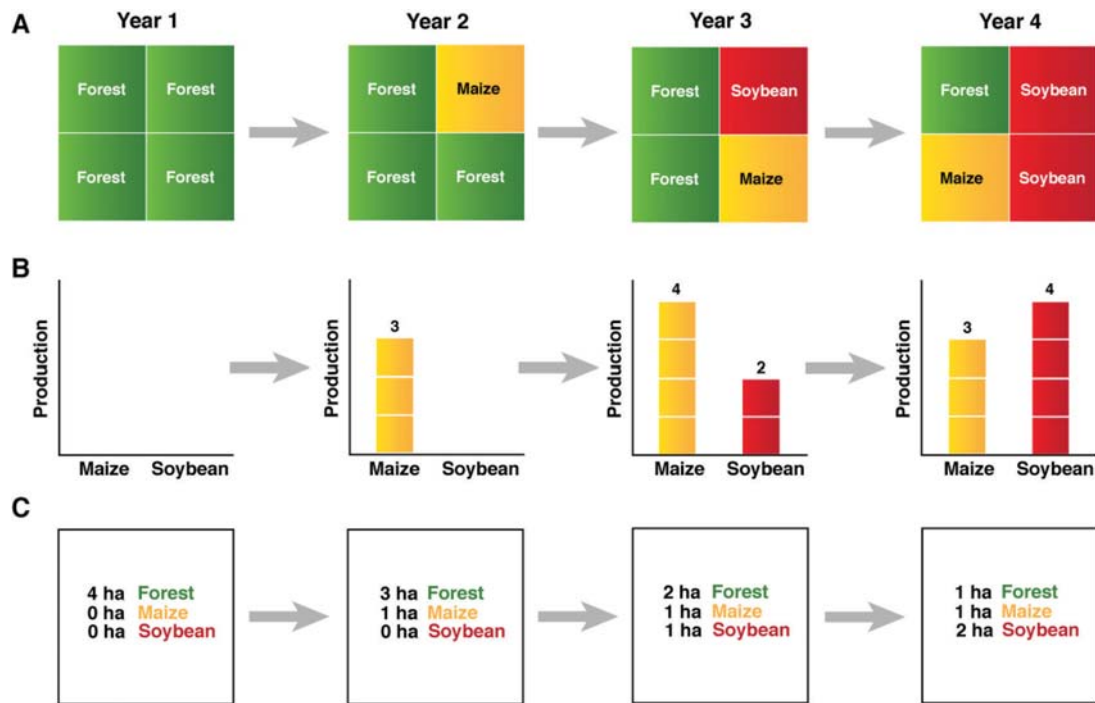 A
Year 1
Year 2
Year 3
Year 4
Forest Forest
Forest Forest
Forest Maize
Forest Forest
Forest Soybean
Forest Maize
Forest Soybean
Maize Soybean
B
Production
Maize Soybean
Production
3
Maize Soybean
Production
4
2
Maize Soybean
Production
3
4
Maize Soybean
C
4 ha Forest
0 ha Maize
0 ha Soybean
3 ha Forest
1 ha Maize
0 ha Soybean
2 ha Forest
1 ha Maize
1 ha Soybean
1 ha Forest
1 ha Maize
2 ha Soybean